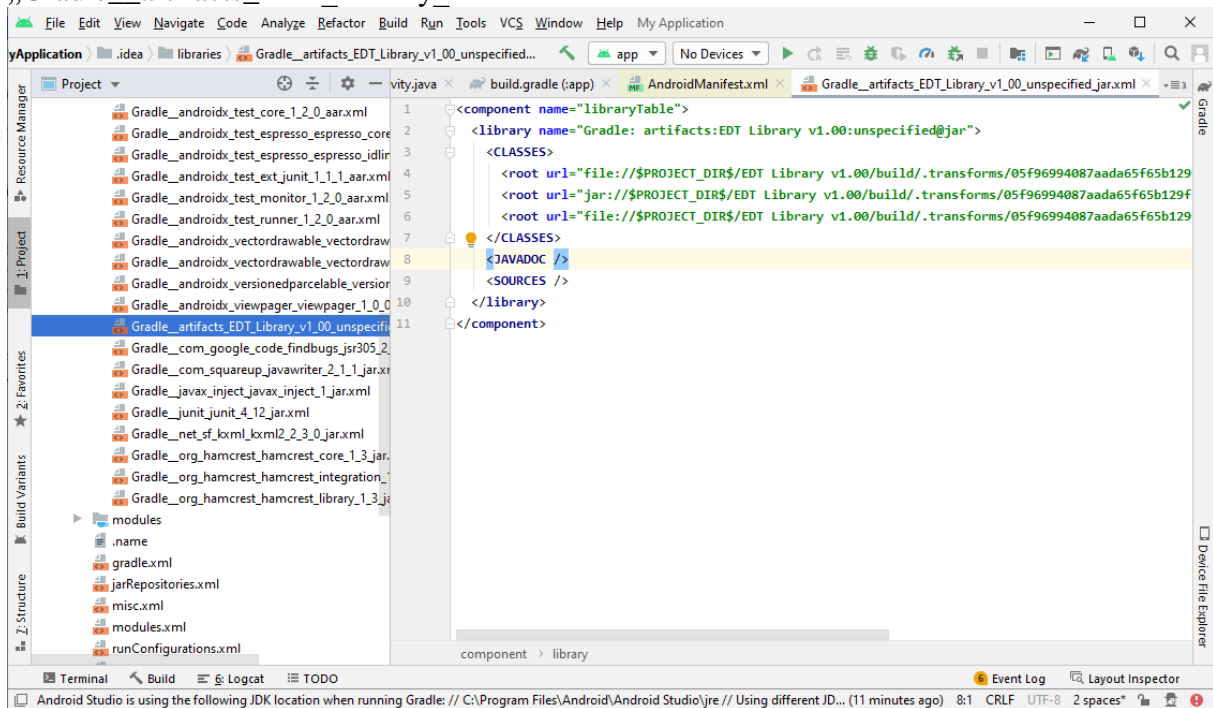 File Edit View Navigate Code Analyze Refactor Build Run Tools VCS Window Help My Application
yApplication .idea libraries Gradle__artifacts_EDT_Library_v1_00_unspecified... app No Devices
Project vity.java build.gradle (:app) AndroidManifest.xml Gradle__artifacts_EDT_Library_v1_00_unspecified_jar.xml 3
Resource Manager
1: Project
2: Favorites
Build Variants
Z: Structure
Gradle__androidx_test_core_1_2_0_aar.xml
Gradle__androidx_test_espresso_espresso_core
Gradle__androidx_test_espresso_espresso_idlin
Gradle__androidx_test_ext_junit_1_1_1_aar.xml
Gradle__androidx_test_monitor_1_2_0_aar.xml
Gradle__androidx_test_runner_1_2_0_aar.xml
Gradle__androidx_vectordrawable_vectordraw
Gradle__androidx_vectordrawable_vectordraw
Gradle__androidx_versionedparcelable_version
Gradle__androidx_viewpager_viewpager_1_0_0
Gradle__artifacts_EDT_Library_v1_00_unspecifi
Gradle__com_google_code_findbugs_jsr305_2_
Gradle__com_squareup_javawriter_2_1_1_jar.xm
Gradle__javax_inject_javax_inject_1_jar.xml
Gradle__junit_junit_4_12_jar.xml
Gradle__net_sf_kxml_kxml2_2_3_0_jar.xml
Gradle__org_hamcrest_hamcrest_core_1_3_jar.
Gradle__org_hamcrest_hamcrest_integration_1
Gradle__org_hamcrest_hamcrest_library_1_3_ja
modules
.name
gradle.xml
jarRepositories.xml
misc.xml
modules.xml
runConfigurations.xml
1 <component name="libraryTable">
2 <library name="Gradle: artifacts:EDT Library v1.00:unspecified@jar">
3 <CLASSES>
4 <root url="file://$PROJECT_DIR$/EDT Library v1.00/build/.transforms/05f96994087aada65f65b129
5 <root url="jar://$PROJECT_DIR$/EDT Library v1.00/build/.transforms/05f96994087aada65f65b129f
6 <root url="file://$PROJECT_DIR$/EDT Library v1.00/build/.transforms/05f96994087aada65f65b129
7 </CLASSES>
8 <JAVADOC />
9 <SOURCES />
10 </library>
11 </component>
Gradle
Device File Explorer
component › library
Terminal Build 6: Logcat TODO 6 Event Log Layout Inspector
Android Studio is using the following JDK location when running Gradle: // C:\Program Files\Android\Android Studio\jre // Using different JD... (11 minutes ago) 8:1 CRLF UTF-8 2 spaces*